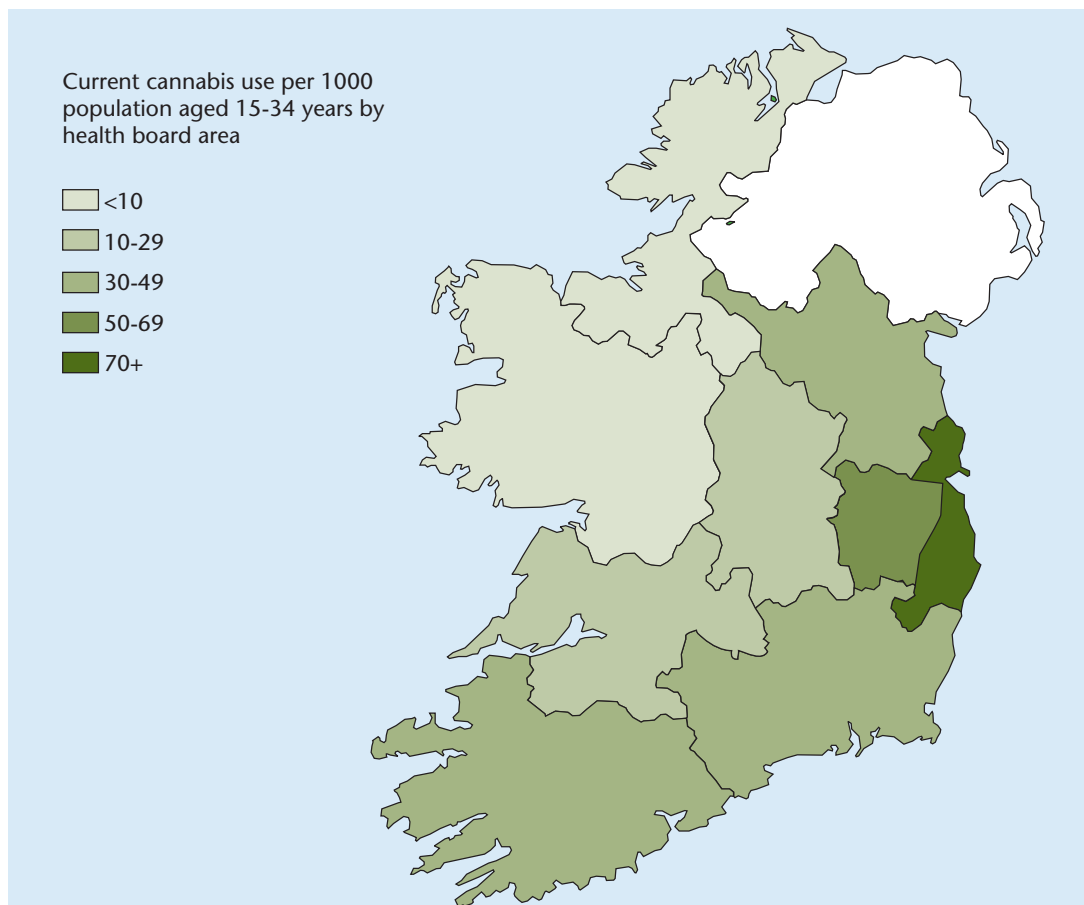 Current cannabis use per 1000
population aged 15-34 years by
health board area
<10
10-29
30-49
50-69
70+